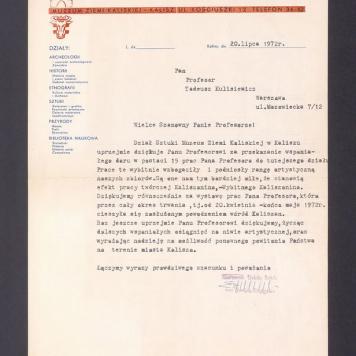 MUZEUM ZIEMI KALISKIEJ - KALISZ, UL. KOŚCIUSZKI 12 TELEFON
DZIAŁY:
L. dz.
Kalisz, dn. 20.lipca 1972r.
ARCHEOLOGII
HISTORII
ETNOGRAFII
SZTUKI
PRZYRODY
BIBLIOTEKA NAUKOWA
Pan
Profesor
Tadeusz Kulisiewicz
Warszawa
ul.Mazowiecka 7/12
Wielce Szanowny Panie Profesorze!
Dział Sztuki Muzeum Ziemi Kaliskiej w Kaliszu
uprzejmie dziękuje Panu Profesorowi za przekazanie wspania-
łego daru w postaci 15 prac Pana Profesora do tutejszego działu
Prace te wybitnie wzbogaciły i podniosły rangę artystyczną
naszych zbiorów. Są one nam tym bardziej miłe, że stanowią
efekt pracy twórczej Kaliszanina,-Wybitnego Kaliszanina.
Dziękujemy równocześnie za wystawę prac Pana Profesora, która
przez cały okres trwania ,tj.od 20.kwietnia -końca maja 1972r.
cieszyła się zasłużonym powodzeniem wśród Kaliszan.
Raz jeszcze uprzejmie Panu Profesorowi dziękujemy, życząc
dalszych wspaniałych osiągnięć na niwie artystycznej, oraz
wyrażając nadzieję na możliwość ponownego powitania Państwa
na terenie miasta Kalisza.
Łączymy wyrazy prawdziwego szacunku i poważania